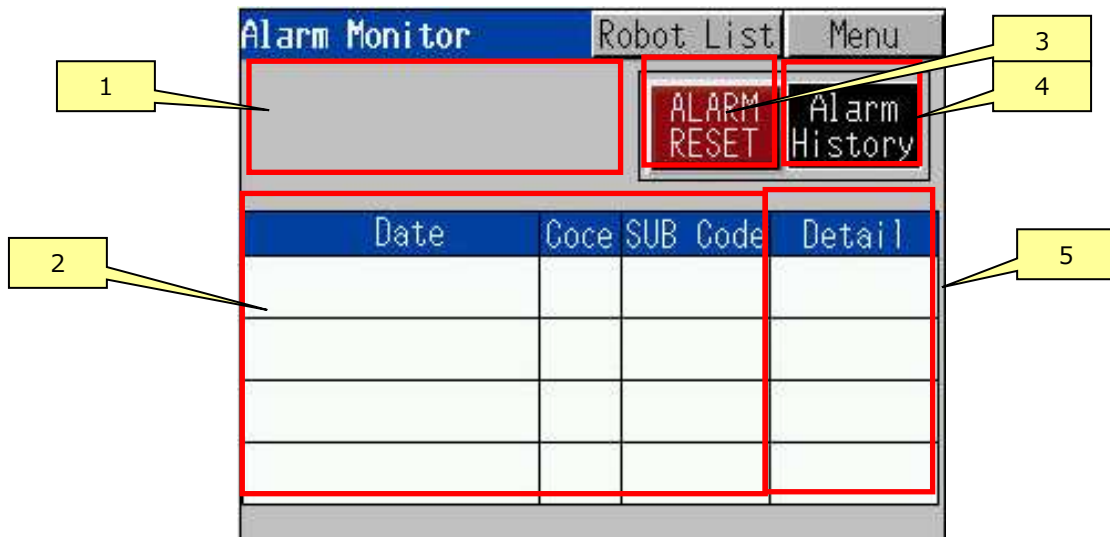 Alarm Monitor Robot List Menu
3
1
4
ALARM
RESET
Alarm
History
Date Coce SUB Code Detail
2
5